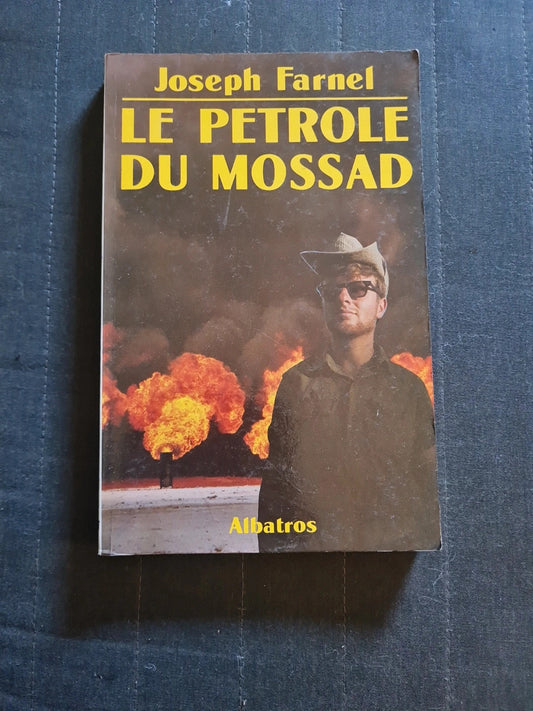 Joseph Farnel
LE PETROLE
DU MOSSAD
Albatros